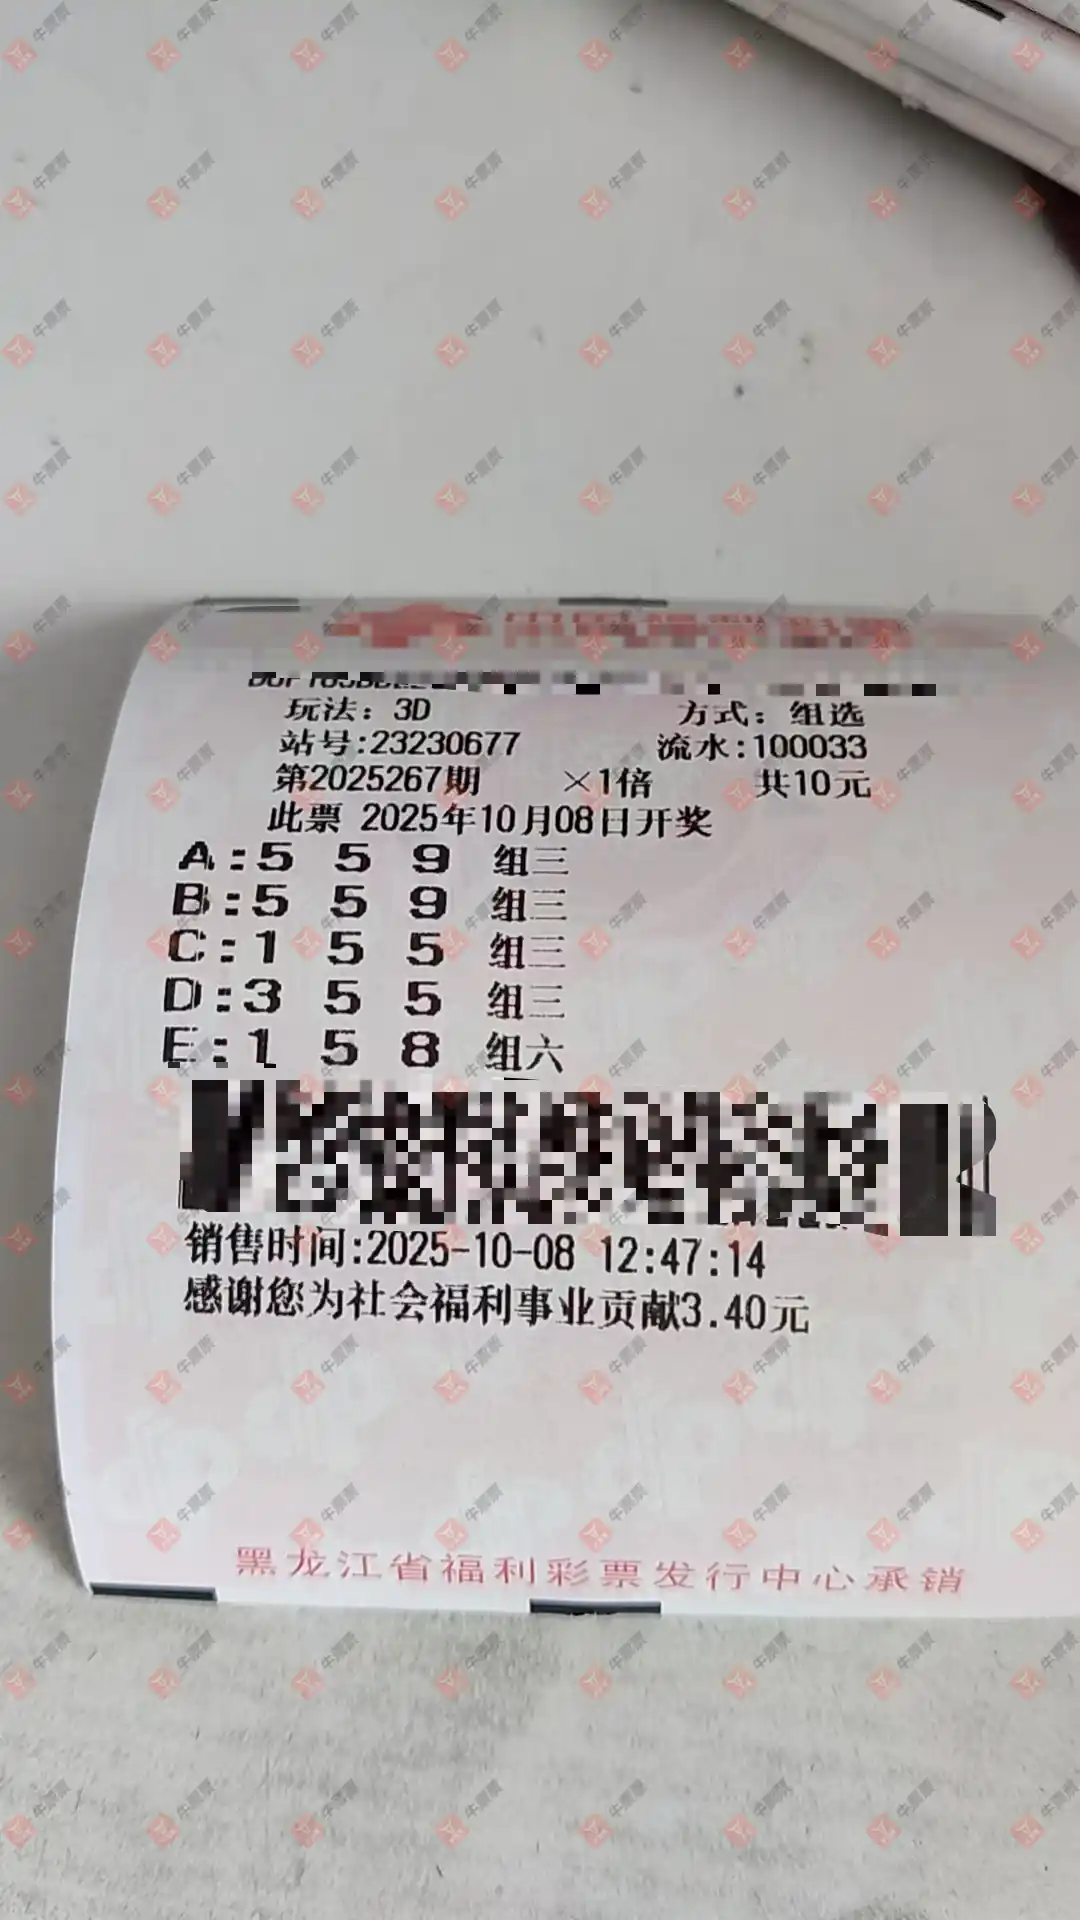 玩法：3D 方式：组选
站号:23230677 流水:100033
第2025267期 ×1倍 共10元
此票 2025年10月08日开奖
A:5 5 9 组三
B:5 5 9 组三
C:1 5 5 组三
D:3 5 5 组三
E:1 5 8 组六
销售时间:2025-10-08 12:47:14
感谢您为社会福利事业贡献3.40元
黑龙江省福利彩票发行中心承销
牛票票